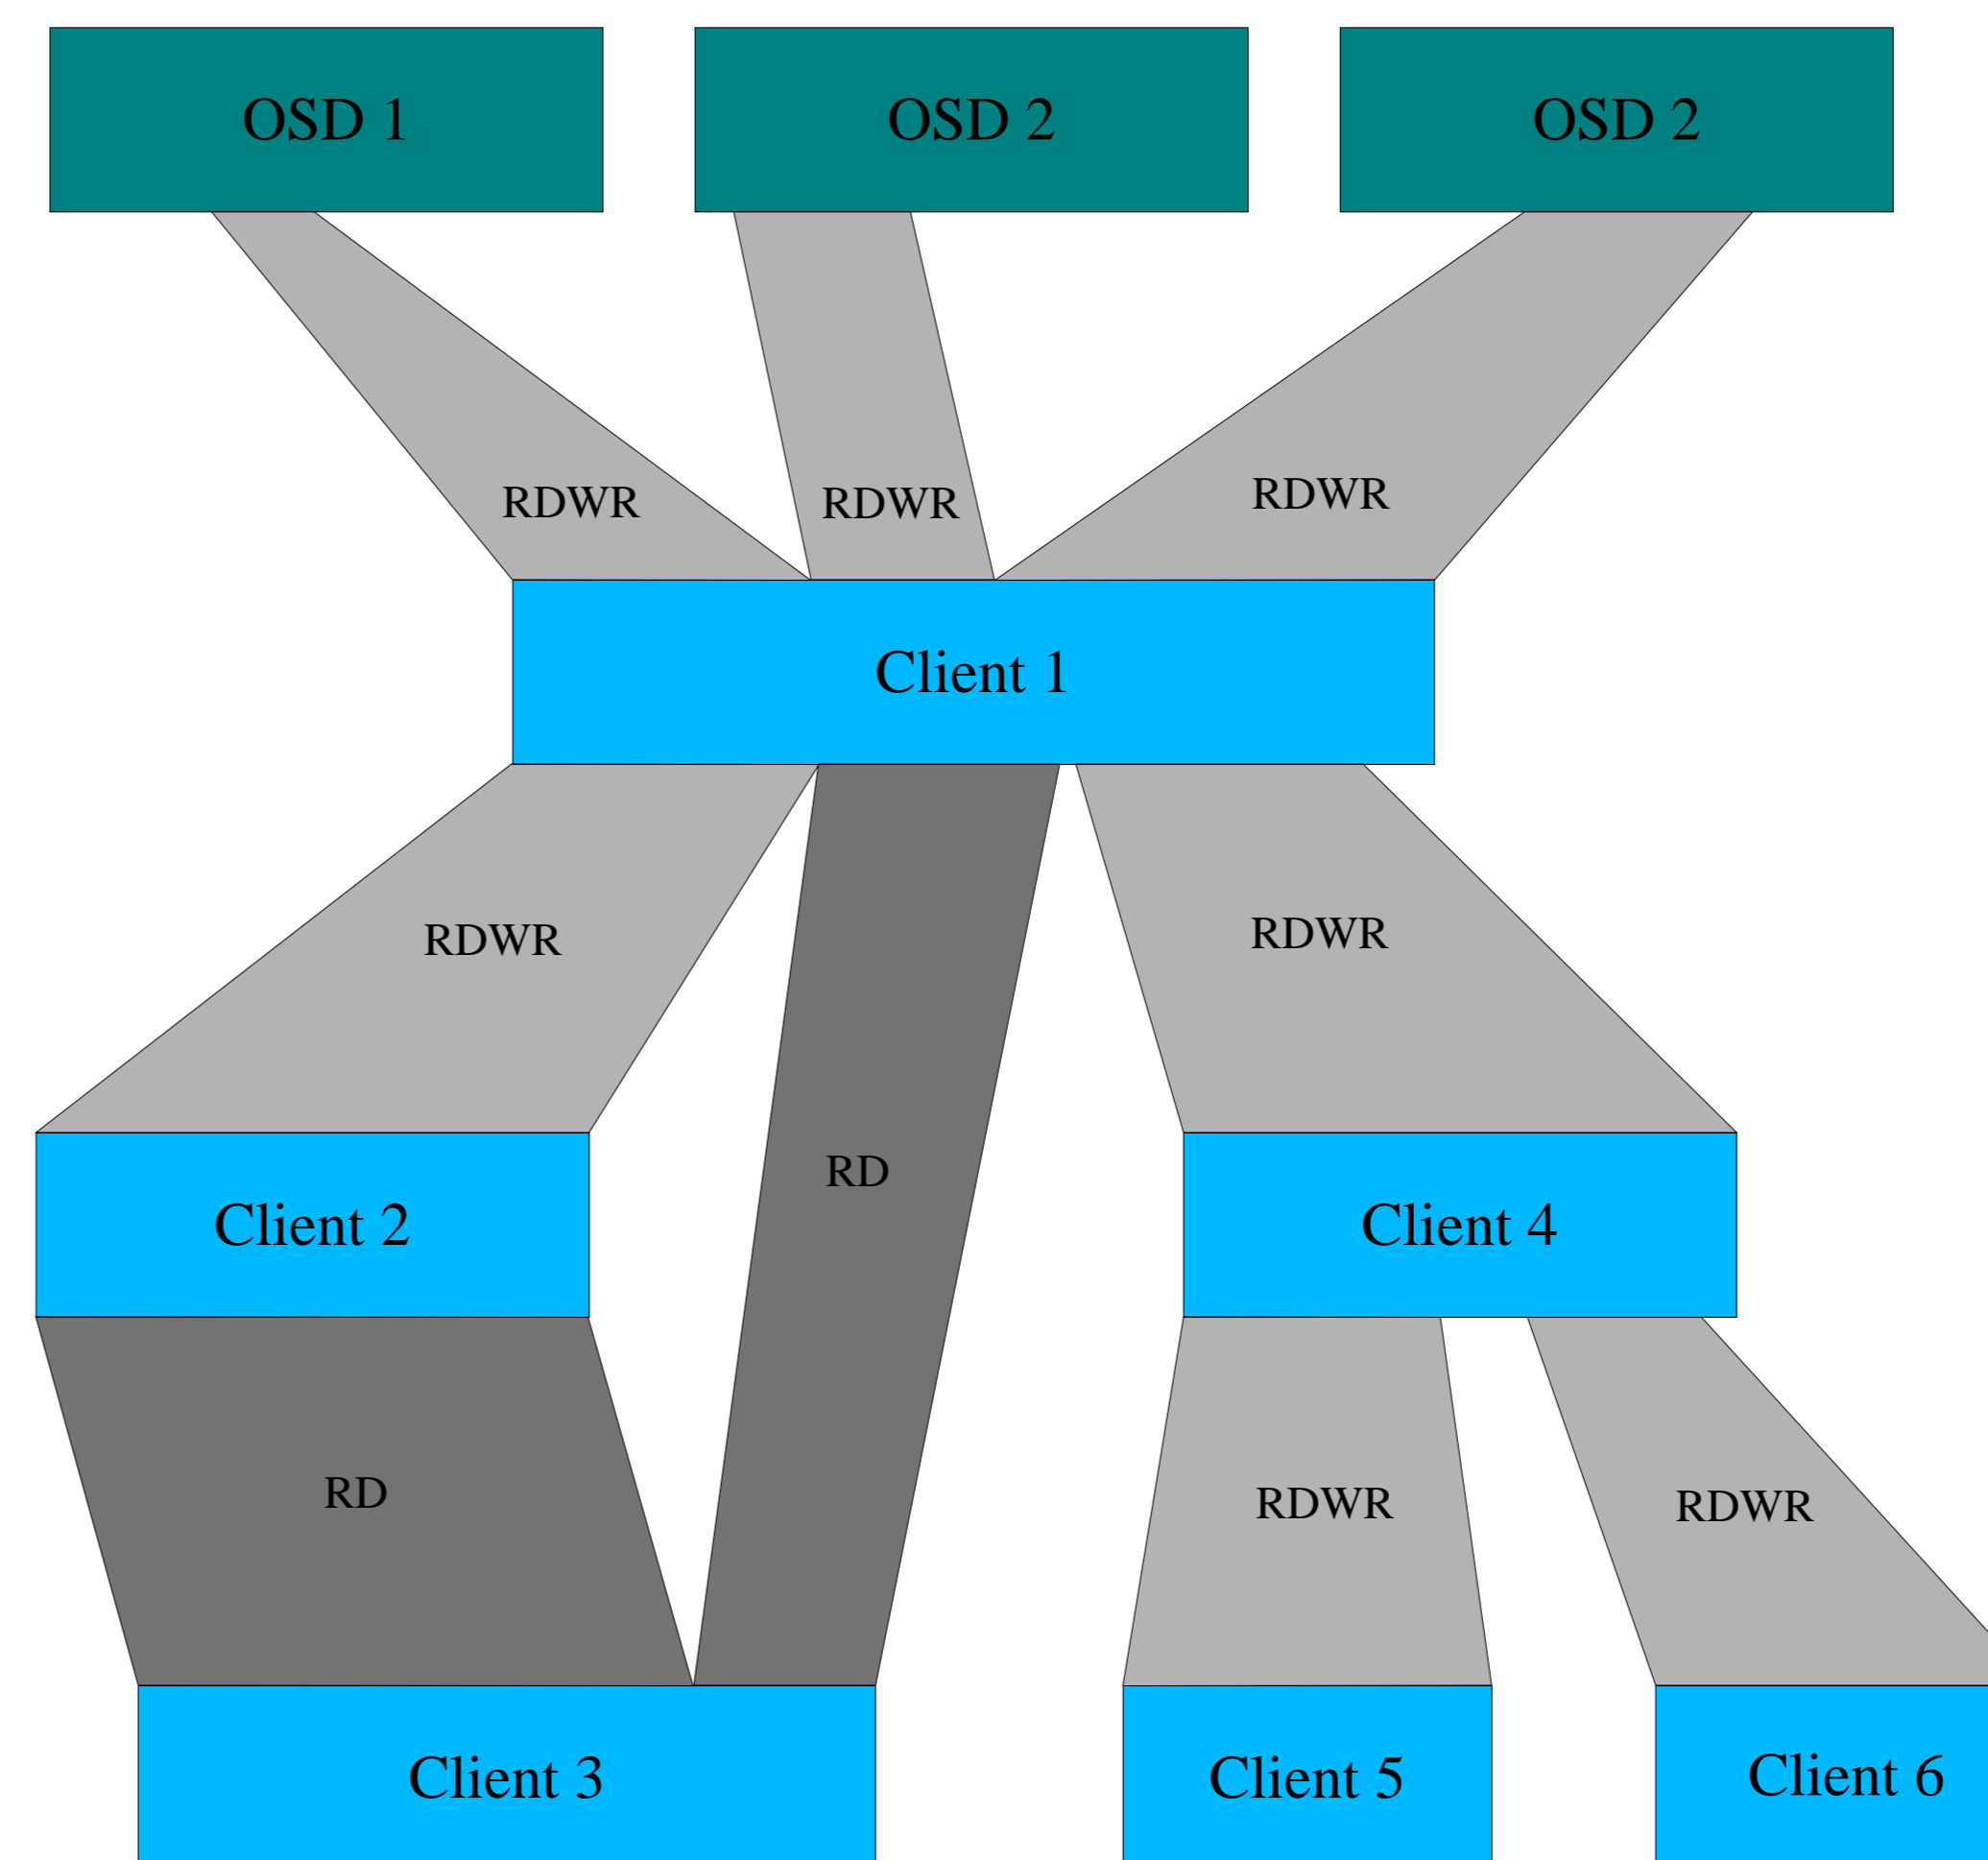 OSD 1
OSD 2
OSD 2
RDWR
RDWR
RDWR
Client 1
RDWR
RDWR
RD
Client 2
Client 4
RD
RDWR
RDWR
Client 3
Client 5
Client 6